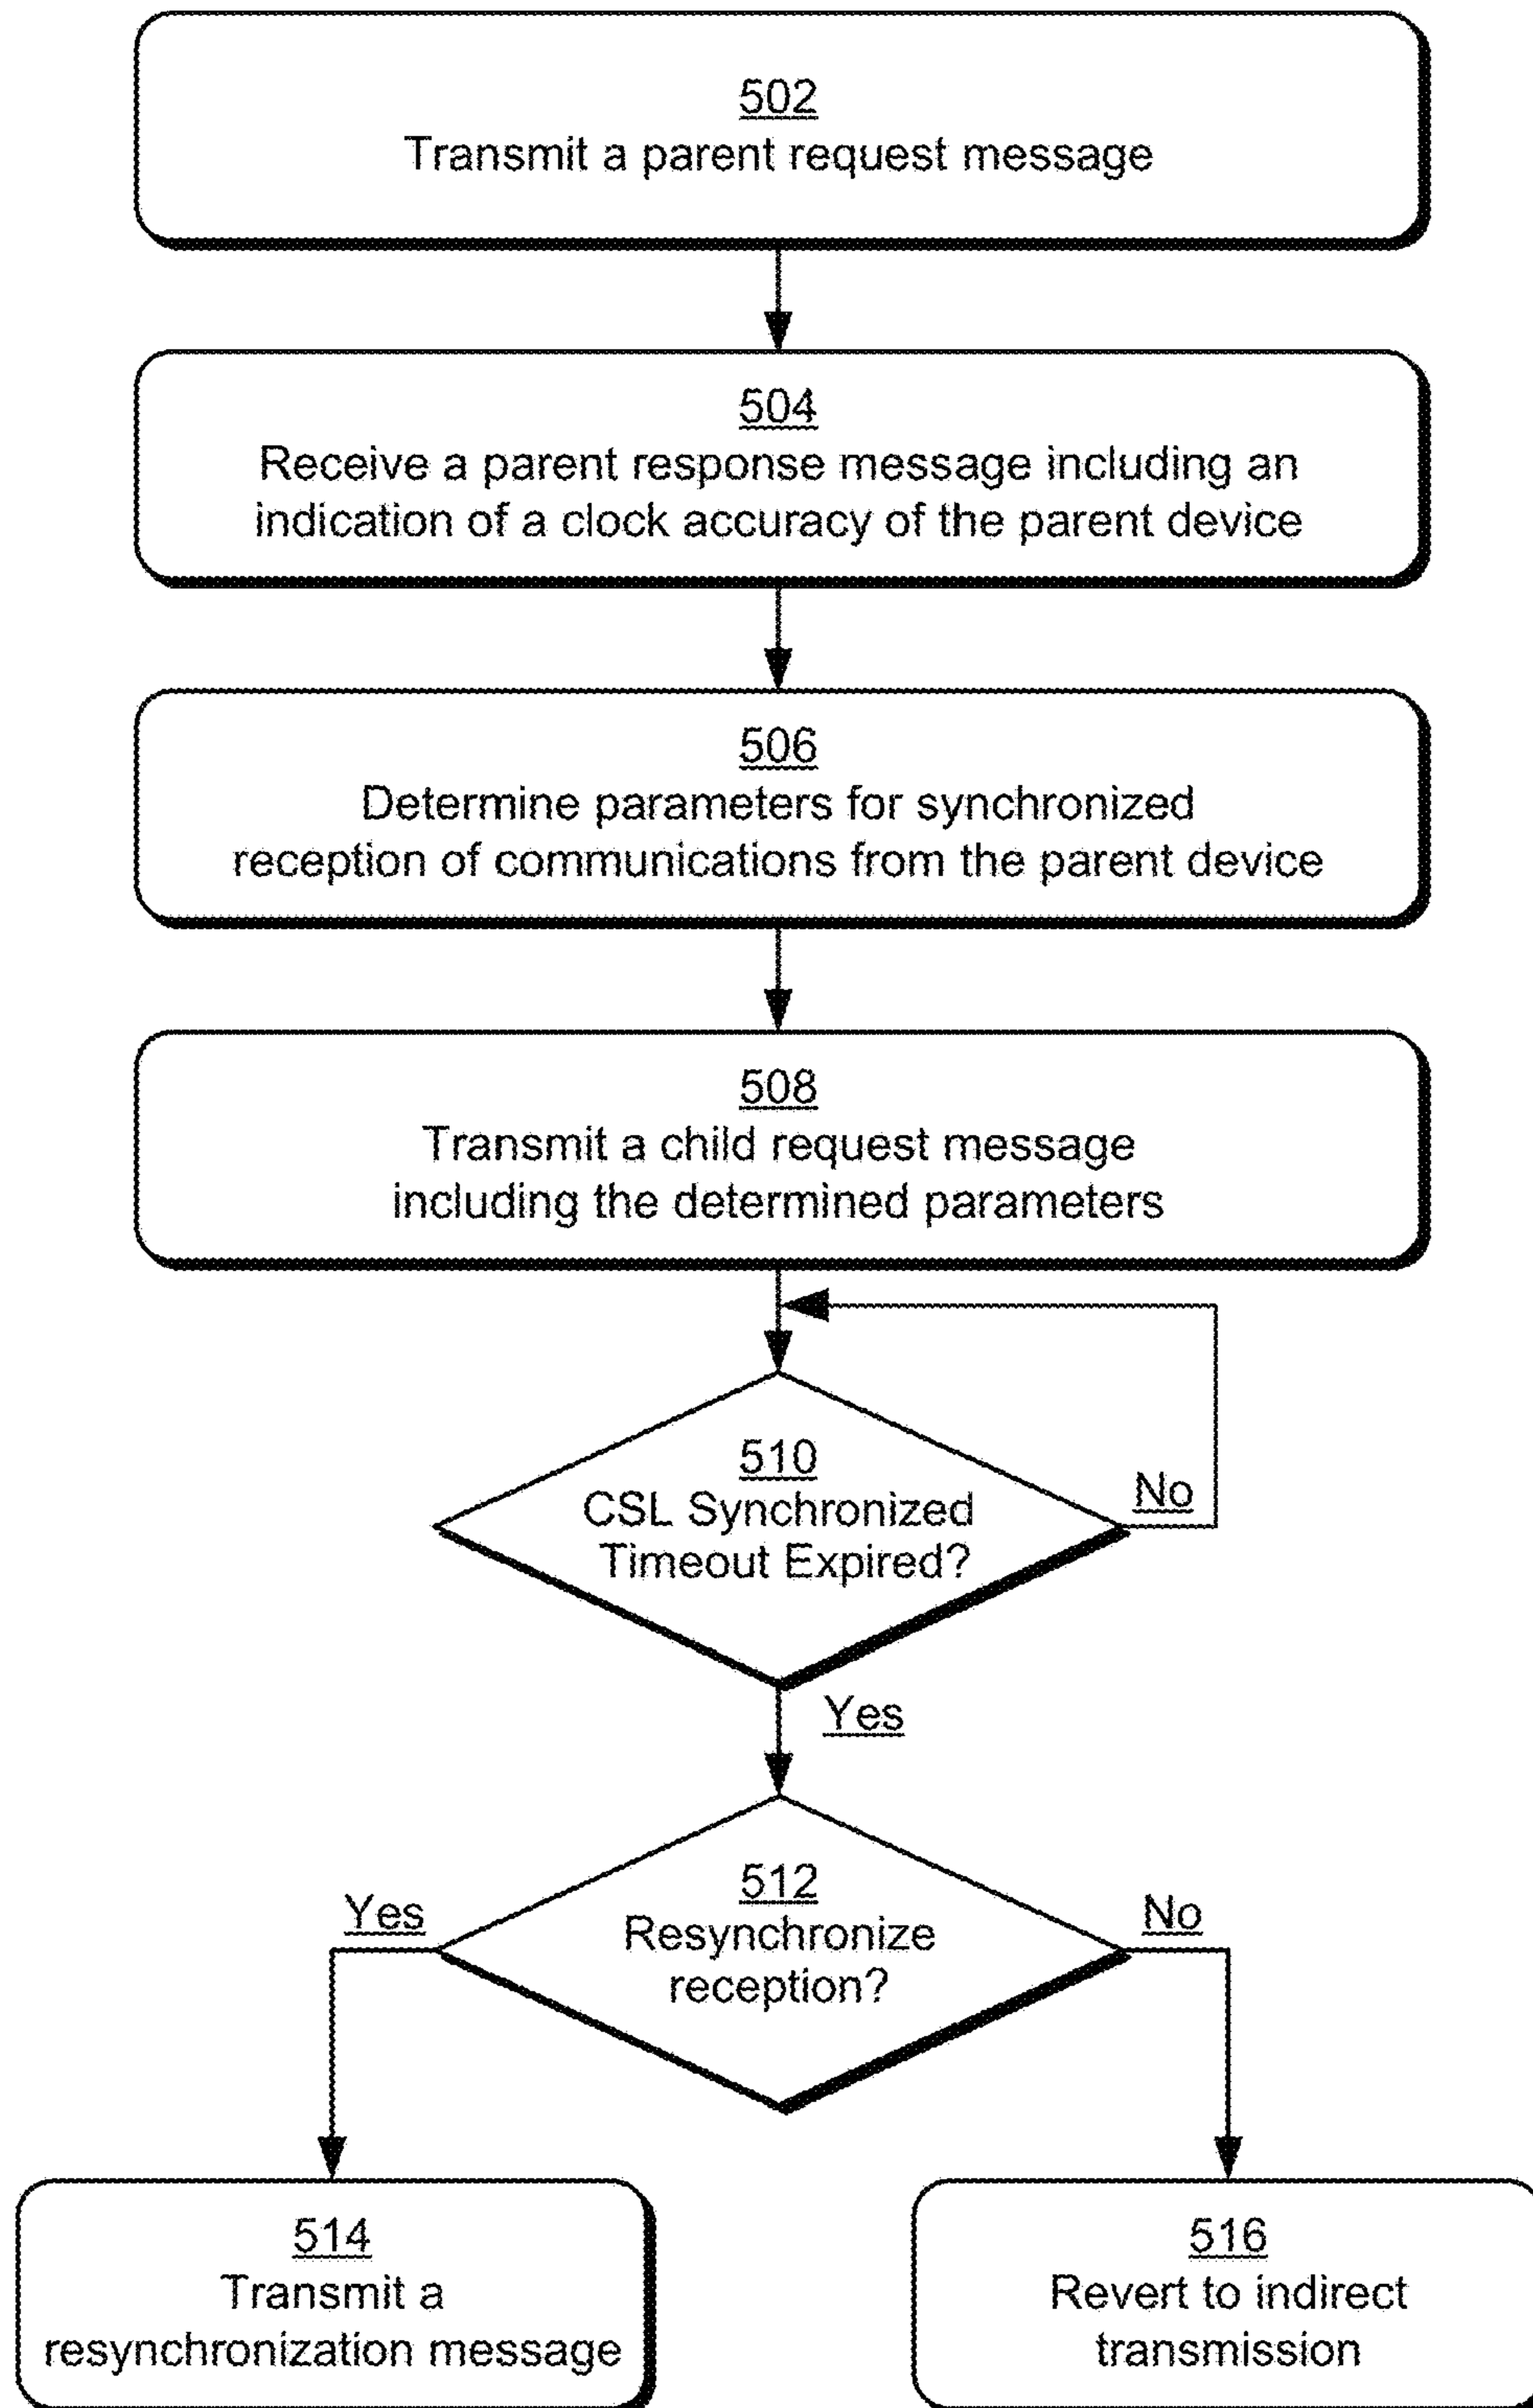 502
Transmit a parent request message
504
Receive a parent response message including an
indication of a clock accuracy of the parent device
506
Determine parameters for synchronized
reception of communications from the parent device
508
Transmit a child request message
including the determined parameters
510
CSL Synchronized
Timeout Expired?
No
Yes
512
Resynchronize
reception?
Yes
No
514
Transmit a
resynchronization message
516
Revert to indirect
transmission